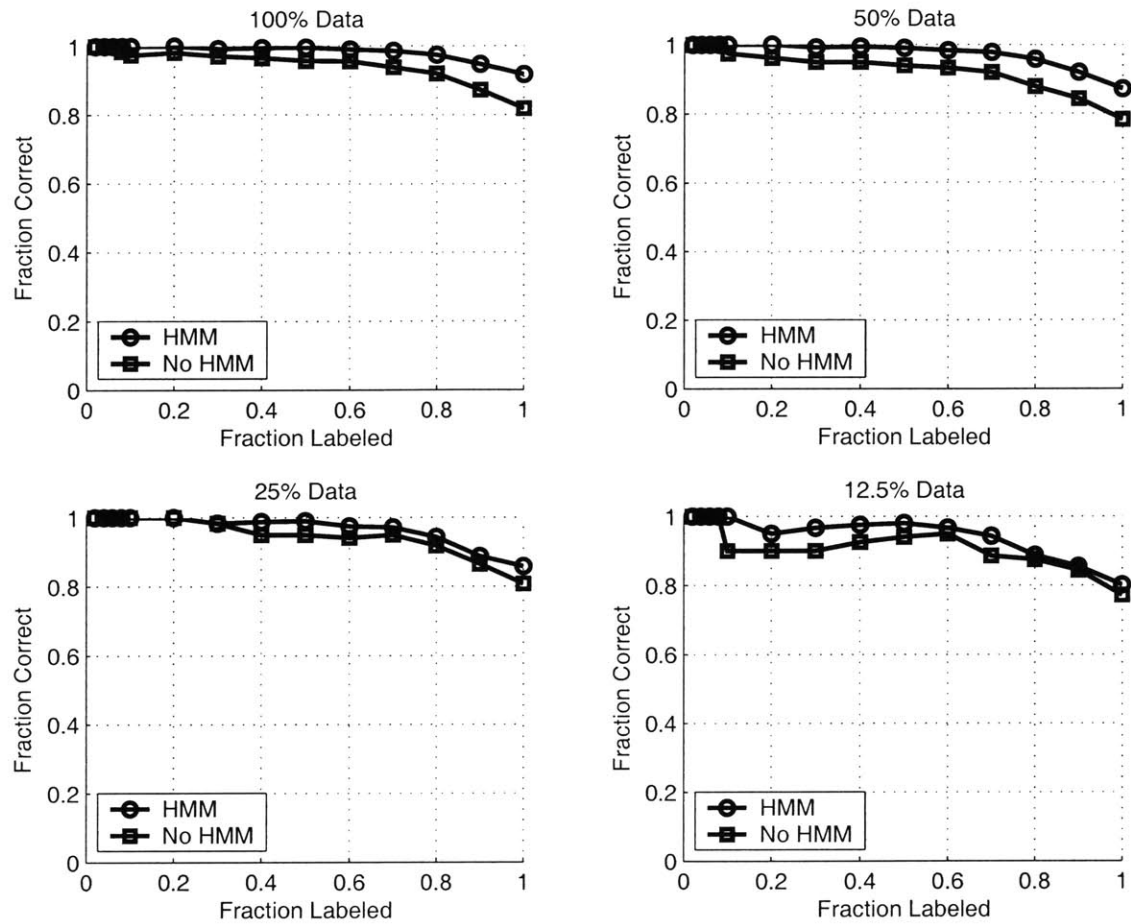 100% Data
1
0.8
0.6
0.4
0.2
0
Fraction Correct
HMM
No HMM
0 0.2 0.4 0.6 0.8 1
Fraction Labeled
50% Data
1
0.8
0.6
0.4
0.2
0
Fraction Correct
HMM
No HMM
0 0.2 0.4 0.6 0.8 1
Fraction Labeled
25% Data
1
0.8
0.6
0.4
0.2
0
Fraction Correct
HMM
No HMM
0 0.2 0.4 0.6 0.8 1
Fraction Labeled
12.5% Data
1
0.8
0.6
0.4
0.2
0
Fraction Correct
HMM
No HMM
0 0.2 0.4 0.6 0.8 1
Fraction Labeled